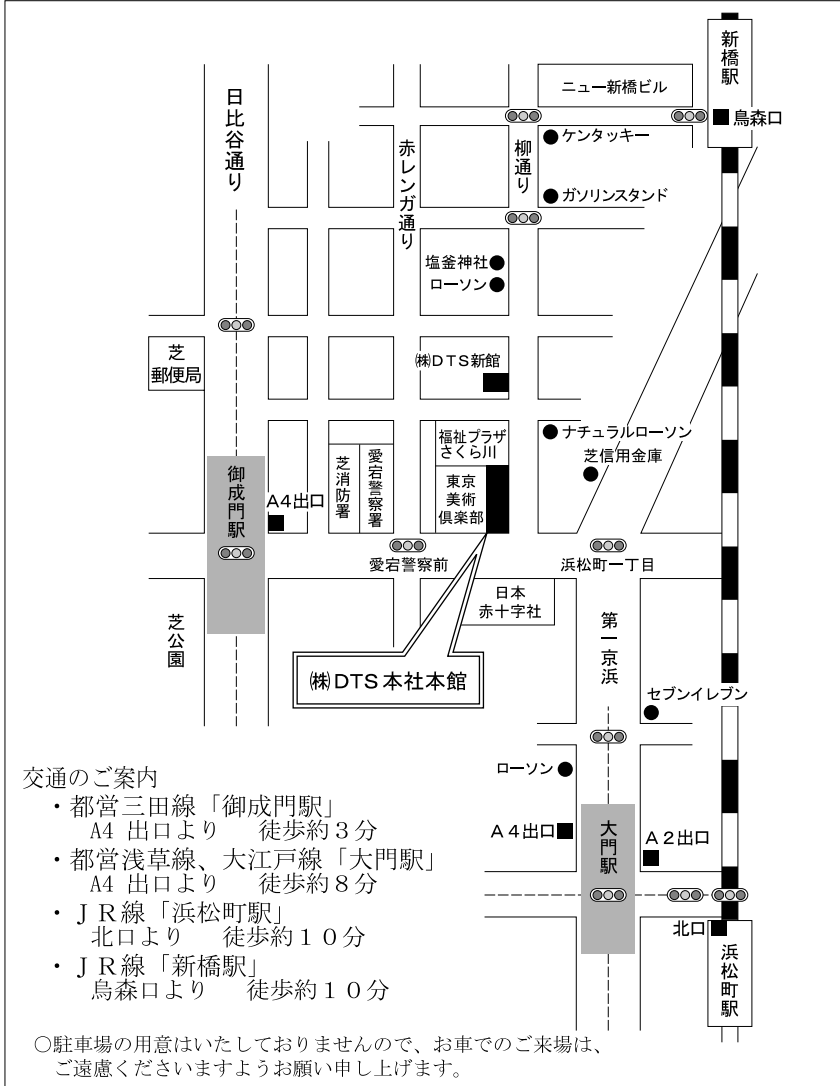 新橋駅
ニュー新橋ビル
烏森口
日比谷通り
赤レンガ通り
柳通り
ケンタッキー
ガソリンスタンド
塩釜神社
ローソン
芝
郵便局
㈱DTS新館
御成門駅
A4出口
芝消防署
愛宕警察署
福祉プラザ
さくら川
東京
美術
倶楽部
ナチュラルローソン
芝信用金庫
愛宕警察前
浜松町一丁目
日本
赤十字社
芝公園
第一京浜
㈱DTS本社本館
セブンイレブン
ローソン
A4出口
大門駅
A2出口
北口
浜松町駅
交通のご案内
・都営三田線「御成門駅」
A4 出口より 徒歩約3分
・都営浅草線、大江戸線「大門駅」
A4 出口より 徒歩約8分
・JR線「浜松町駅」
北口より 徒歩約10分
・JR線「新橋駅」
烏森口より 徒歩約10分
○駐車場の用意はいたしておりませんので、お車でのご来場は、
ご遠慮くださいますようお願い申し上げます。